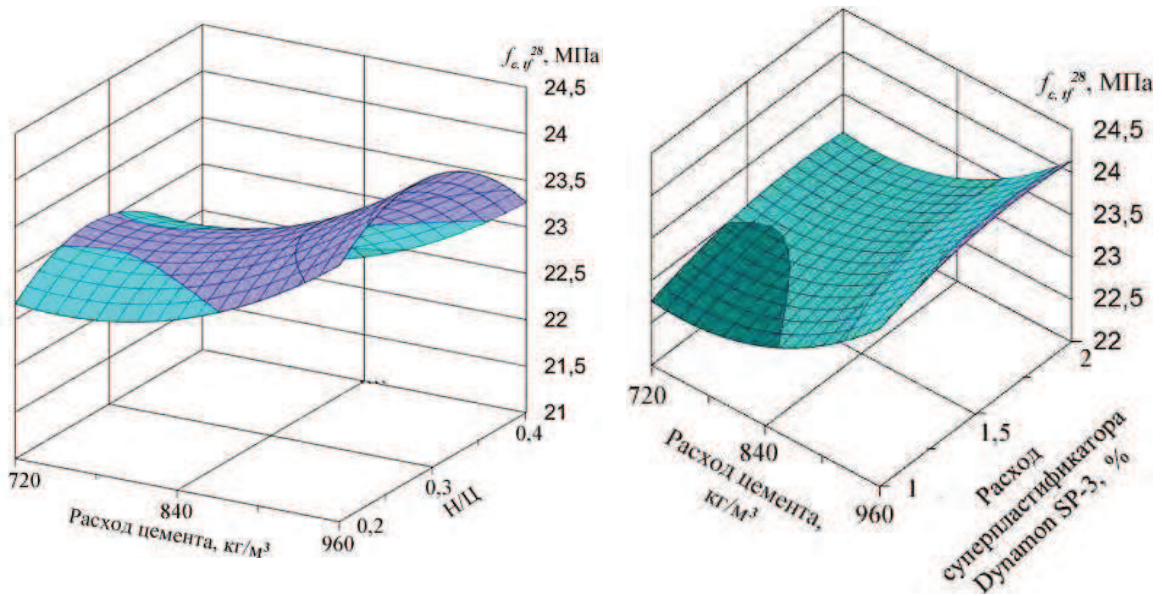 f c, tf 28, МПа
24,5
24
23,5
23
22,5
22
21,5
21
0,4
0,3
Н/Ц
0,2
720
840
960
Расход цемента, кг/м³
f c, tf 28, МПа
24,5
24
23,5
23
22,5
22
2
1,5
1
720
840
960
Расход цемента,
кг/м³
Расход
суперпластификатора
Dynamon SP-3, %